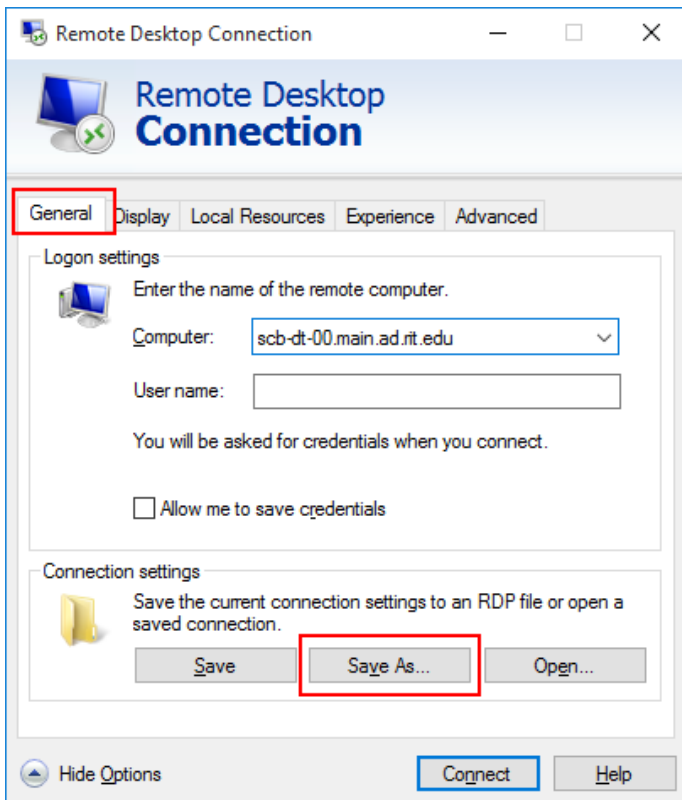 Remote Desktop Connection
Remote Desktop
Connection
General Display Local Resources Experience Advanced
Logon settings
Enter the name of the remote computer.
Computer: scb-dt-00.main.ad.rit.edu
User name:
You will be asked for credentials when you connect.
Allow me to save credentials
Connection settings
Save the current connection settings to an RDP file or open a
saved connection.
Save Save As... Open...
Hide Options Connect Help